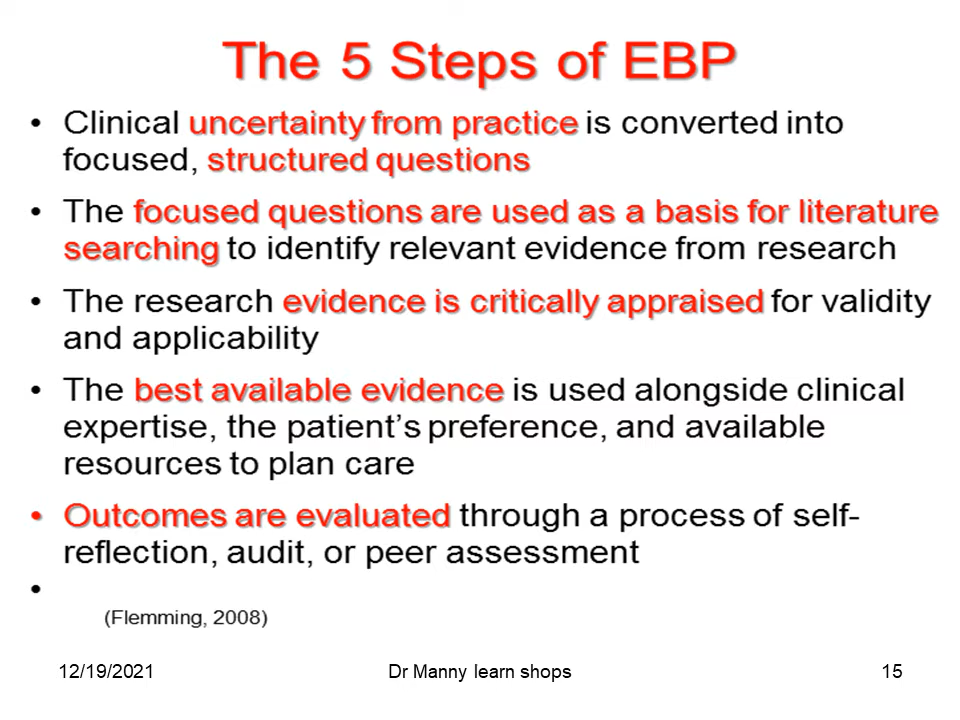 The 5 Steps of EBP
• Clinical uncertainty from practice is converted into
focused, structured questions
• The focused questions are used as a basis for literature
searching to identify relevant evidence from research
• The research evidence is critically appraised for validity
and applicability
• The best available evidence is used alongside clinical
expertise, the patient’s preference, and available
resources to plan care
• Outcomes are evaluated through a process of self-
reflection, audit, or peer assessment
•
(Flemming, 2008)
12/19/2021 Dr Manny learn shops 15